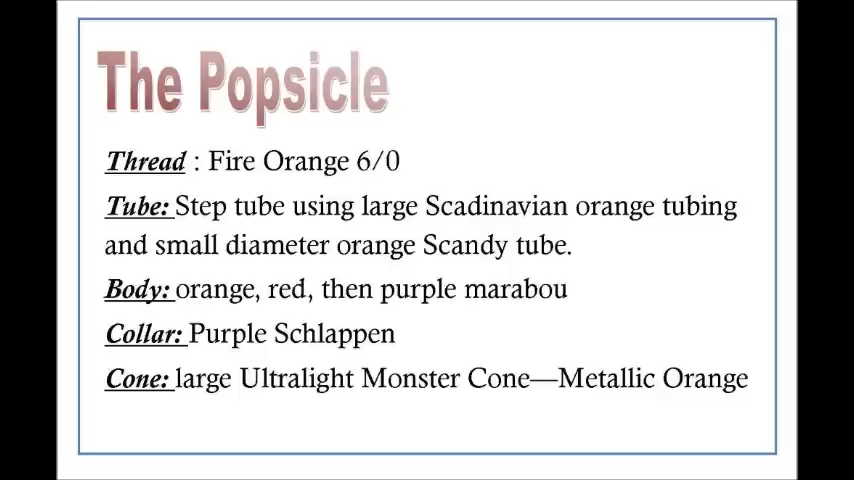 The Popsicle
Thread : Fire Orange 6/0
Tube: Step tube using large Scadinavian orange tubing
and small diameter orange Scandy tube.
Body: orange, red, then purple marabou
Collar: Purple Schlappen
Cone: large Ultralight Monster Cone—Metallic Orange